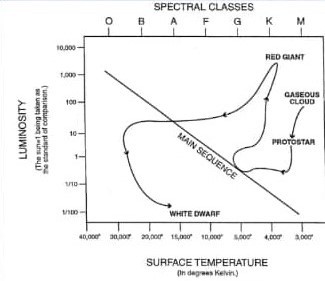 SPECTRAL CLASSES
O B A F G K M
10,000
1,000
100
10
1
1/10
1/100
LUMINOSITY
(The sun=1 being taken as
the standard of comparison.)
RED GIANT
GASEOUS
CLOUD
PROTOSTAR
MAIN SEQUENCE
WHITE DWARF
40,000° 20,000° 15,000° 10,000° 5,000° 4,000° 3,000°
SURFACE TEMPERATURE
(In degrees Kelvin.)